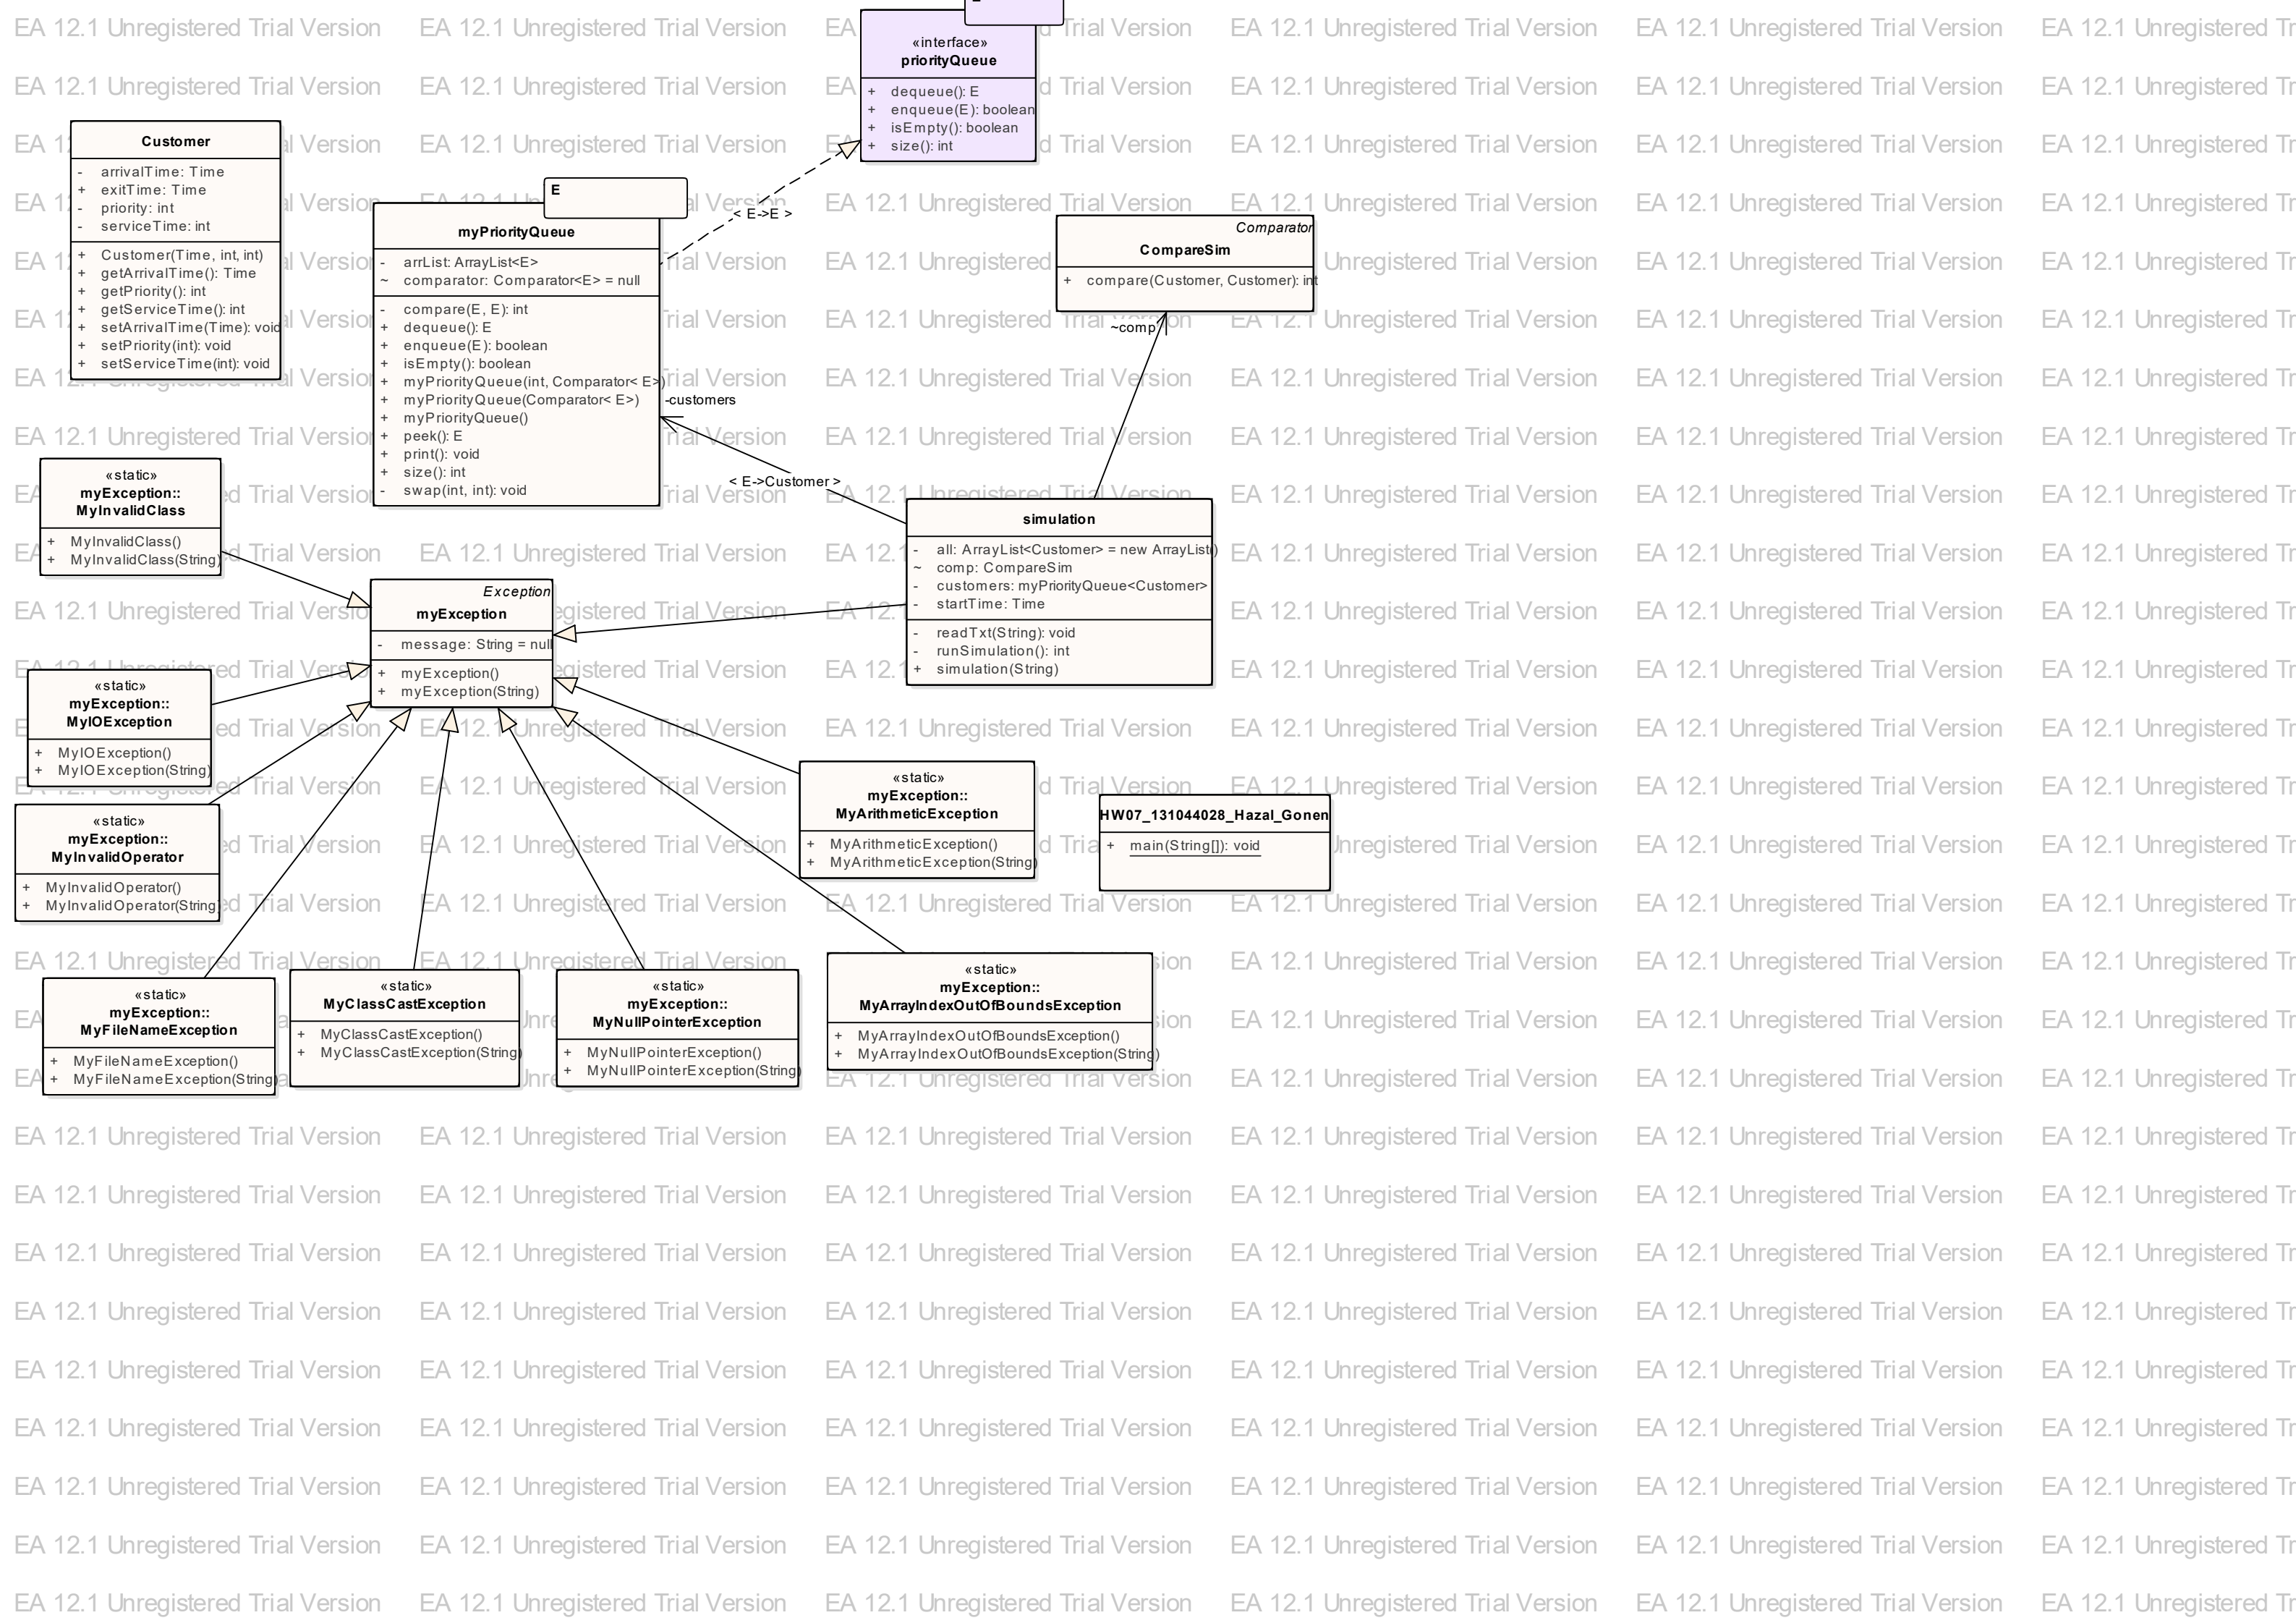 EA 12.1 Unregistered Trial Version
«interface»
priorityQueue
+ dequeue(): E
+ enqueue(E): boolean
+ isEmpty(): boolean
+ size(): int
Customer
- arrivalTime: Time
+ exitTime: Time
- priority: int
- serviceTime: int
+ Customer(Time, int, int)
+ getArrivalTime(): Time
+ getPriority(): int
+ getServiceTime(): int
+ setArrivalTime(Time): void
+ setPriority(int): void
+ setServiceTime(int): void
E
myPriorityQueue
- arrList: ArrayList<E>
~ comparator: Comparator<E> = null
- compare(E, E): int
+ dequeue(): E
+ enqueue(E): boolean
+ isEmpty(): boolean
+ myPriorityQueue(int, Comparator< E>)
+ myPriorityQueue(Comparator< E>)
+ myPriorityQueue()
+ peek(): E
+ print(): void
+ size(): int
- swap(int, int): void
< E->E >
Comparator
CompareSim
+ compare(Customer, Customer): int
~comp
-customers
< E->Customer >
simulation
- all: ArrayList<Customer> = new ArrayList()
~ comp: CompareSim
- customers: myPriorityQueue<Customer>
- startTime: Time
- readTxt(String): void
- runSimulation(): int
+ simulation(String)
«static»
myException::
MyInvalidClass
+ MyInvalidClass()
+ MyInvalidClass(String)
Exception
myException
- message: String = null
+ myException()
+ myException(String)
«static»
myException::
MyIOException
+ MyIOException()
+ MyIOException(String)
«static»
myException::
MyInvalidOperator
+ MyInvalidOperator()
+ MyInvalidOperator(String)
«static»
myException::
MyArithmeticException
+ MyArithmeticException()
+ MyArithmeticException(String)
HW07_131044028_Hazal_Gonen
+ main(String[]): void
«static»
myException::
MyFileNameException
+ MyFileNameException()
+ MyFileNameException(String)
«static»
MyClassCastException
+ MyClassCastException()
+ MyClassCastException(String)
«static»
myException::
MyNullPointerException
+ MyNullPointerException()
+ MyNullPointerException(String)
«static»
myException::
MyArrayIndexOutOfBoundsException
+ MyArrayIndexOutOfBoundsException()
+ MyArrayIndexOutOfBoundsException(String)